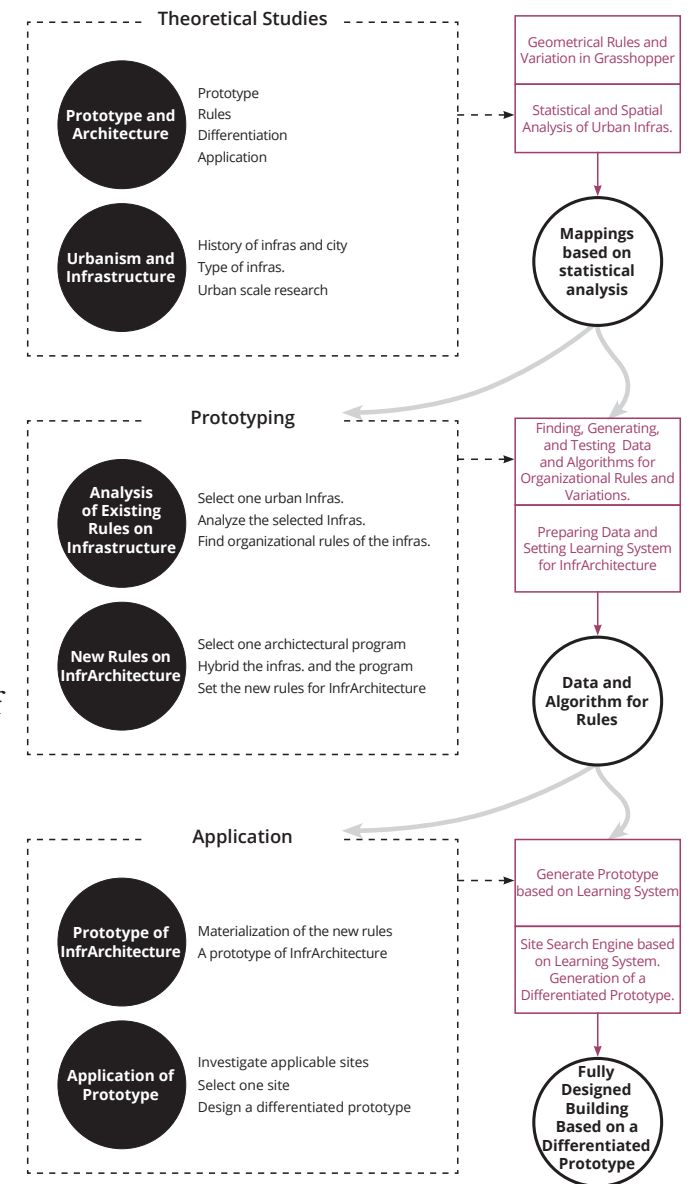 Theoretical Studies
Prototype and
Architecture
Prototype
Rules
Differentiation
Application
Urbanism and
Infrastructure
History of infras and city
Type of infras.
Urban scale research
Geometrical Rules and
Variation in Grasshopper
Statistical and Spatial
Analysis of Urban Infras.
Mappings
based on
statistical
analysis
Prototyping
Analysis
of Existing
Rules on
Infrastructure
Select one urban Infras.
Analyze the selected Infras.
Find organizational rules of the infras.
New Rules on
InfrArchitecture
Select one archictectural program
Hybrid the infras. and the program
Set the new rules for InfrArchitecture
Finding, Generating,
and Testing Data
and Algorithms for
Organizational Rules and
Variations.
Preparing Data and
Setting Learning System
for InfrArchitecture
Data and
Algorithm for
Rules
f
Application
Prototype of
InfrArchitecture
Materialization of the new rules
A prototype of InfrArchitecture
Application of
Prototype
Investigate applicable sites
Select one site
Design a differentiated prototype
Generate Prototype
based on Learning System
Site Search Engine based
on Learning System.
Generation of a
Differentiated Prototype.
Fully
Designed
Building
Based on a
Differentiated
Prototype